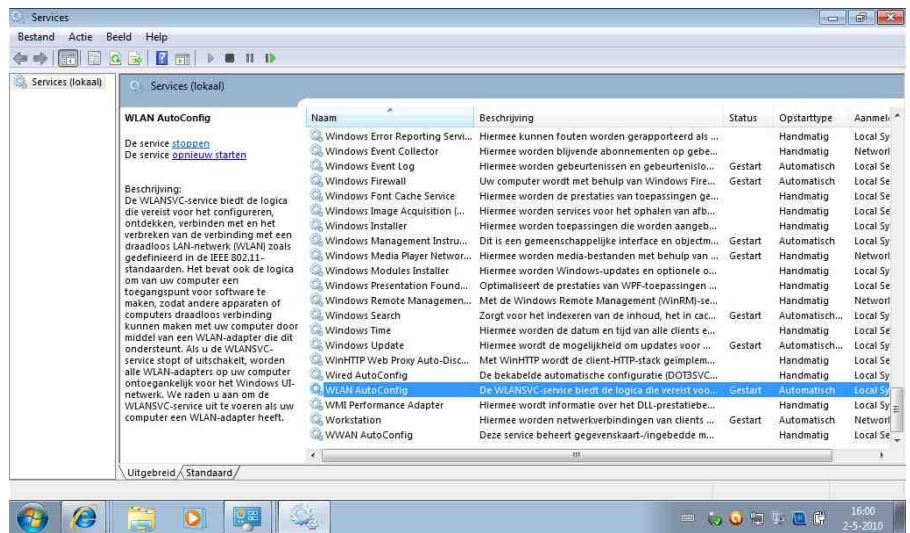 Services
Bestand Actie Beeld Help
Services (lokaal)
Services (lokaal)
WLAN AutoConfig
De service stoppen
De service opnieuw starten
Beschrijving:
De WLANSVC-service biedt de logica
die vereist voor het configureren,
ontdekken, verbinden met en het
verbreken van de verbinding met een
draadloos LAN-netwerk (WLAN) zoals
gedefinieerd in de IEEE 802.11-
standaarden. Het bevat ook de logica
om van uw computer een
toegangspunt voor software te
maken, zodat andere apparaten of
computers draadloos verbinding
kunnen maken met uw computer door
middel van een WLAN-adapter die dit
ondersteunt. Als u de WLANSVC-
service stopt of uitschakelt, worden
alle WLAN-adapters op uw computer
ontoegankelijk voor het Windows UI-
netwerk. We raden u aan om de
WLANSVC-service uit te voeren als uw
computer een WLAN-adapter heeft.
Naam Beschrijving Status Opstarttype Aanmel
Windows Error Reporting Servi... Hiermee kunnen fouten worden gerapporteerd als ... Handmatig Local Sy
Windows Event Collector Hiermee worden blijvende abonnementen op gebe... Handmatig Networl
Windows Event Log Hiermee worden gebeurtenissen en gebeurtenislo... Gestart Automatisch Local Se
Windows Firewall Uw computer wordt met behulp van Windows Fire... Gestart Automatisch Local Se
Windows Font Cache Service Hiermee worden de prestaties van toepassingen ge... Handmatig Local Se
Windows Image Acquisition (... Hiermee worden services voor het ophalen van afb... Handmatig Local Se
Windows Installer Hiermee worden toepassingen die worden aangeb... Handmatig Local Sy
Windows Management Instru... Dit is een gemeenschappelijke interface en objectm... Gestart Automatisch Local Sy
Windows Media Player Networ... Hiermee worden media-bestanden met behulp van ... Gestart Handmatig Networl
Windows Modules Installer Hiermee worden Windows-updates en optionele o... Handmatig Local Sy
Windows Presentation Found... Optimaliseert de prestaties van WPF-toepassingen ... Handmatig Local Se
Windows Remote Managemen... Met de Windows Remote Management (WinRM)-se... Handmatig Networl
Windows Search Zorgt voor het indexeren van de inhoud, het in cac... Gestart Automatisch... Local Sy
Windows Time Hiermee worden de datum en tijd van alle clients e... Handmatig Local Se
Windows Update Hiermee wordt de mogelijkheid om updates voor ... Gestart Automatisch... Local Sy
WinHTTP Web Proxy Auto-Disc... Met WinHTTP wordt de client-HTTP-stack geïmplem... Handmatig Local Se
Wired AutoConfig De bekabelde automatische configuratie (DOT3SVC... Handmatig Local Sy
WLAN AutoConfig De WLANSVC-service biedt de logica die vereist voo... Gestart Automatisch Local Sy
WMI Performance Adapter Hiermee wordt informatie over het DLL-prestatiebe... Handmatig Local Sy
Workstation Hiermee worden netwerkverbindingen van clients ... Gestart Automatisch Networl
WWAN AutoConfig Deze service beheert gegevenskaart-/ingebedde m... Handmatig Local Se
Uitgebreid Standaard
16:00
2-5-2010